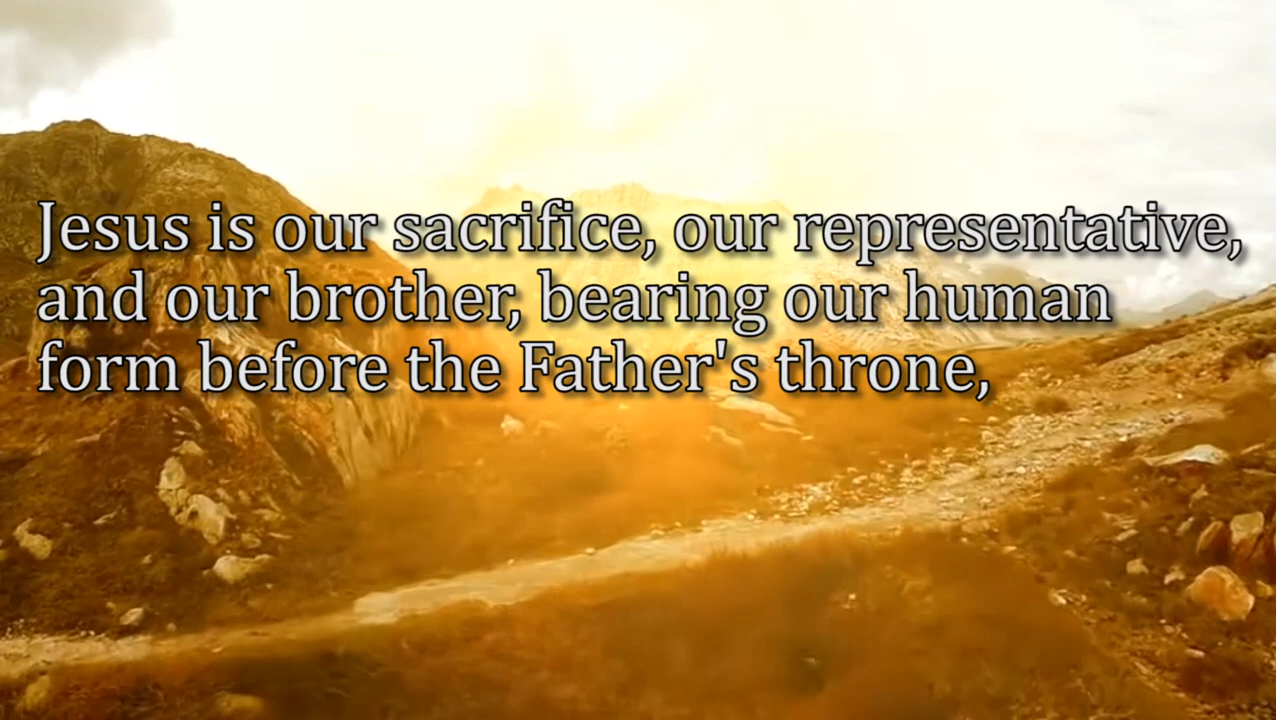 Jesus is our sacrifice, our representative,
and our brother, bearing our human
form before the Father's throne,